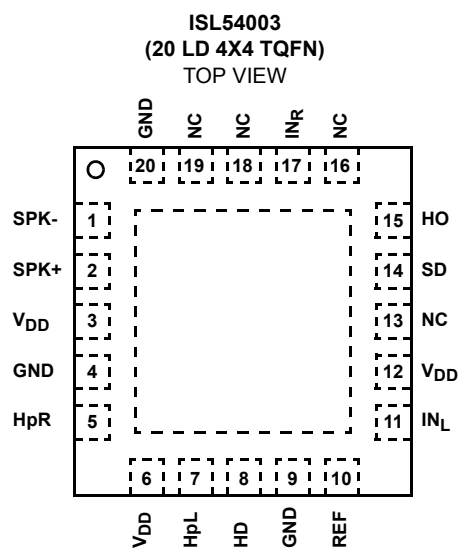 ISL54003
(20 LD 4X4 TQFN)
TOP VIEW
GND NC NC INR NC
20 19 18 17 16
SPK- 1 15 HO
SPK+ 2 14 SD
VDD 3 13 NC
GND 4 12 VDD
HpR 5 11 INL
6 7 8 9 10
VDD HpL HD GND REF